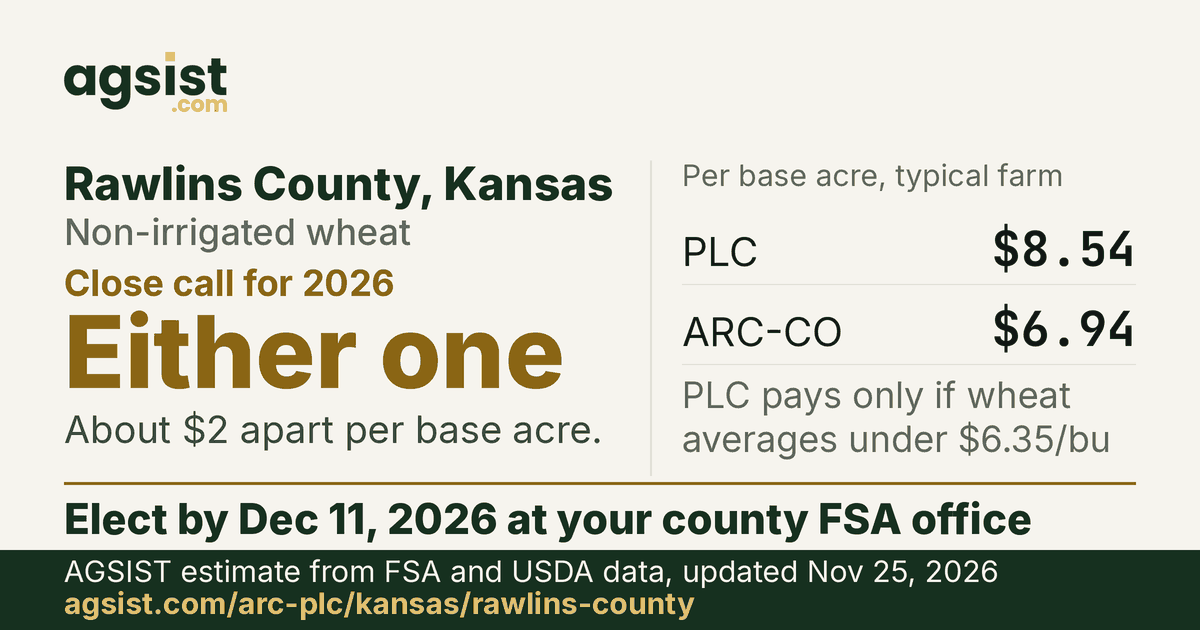 agsist
.com
Rawlins County, Kansas
Non-irrigated wheat
Close call for 2026
Either one
About $2 apart per base acre.
Per base acre, typical farm
PLC $8.54
ARC-CO $6.94
PLC pays only if wheat
averages under $6.35/bu
Elect by Dec 11, 2026 at your county FSA office
AGSIST estimate from FSA and USDA data, updated Nov 25, 2026
agsist.com/arc-plc/kansas/rawlins-county